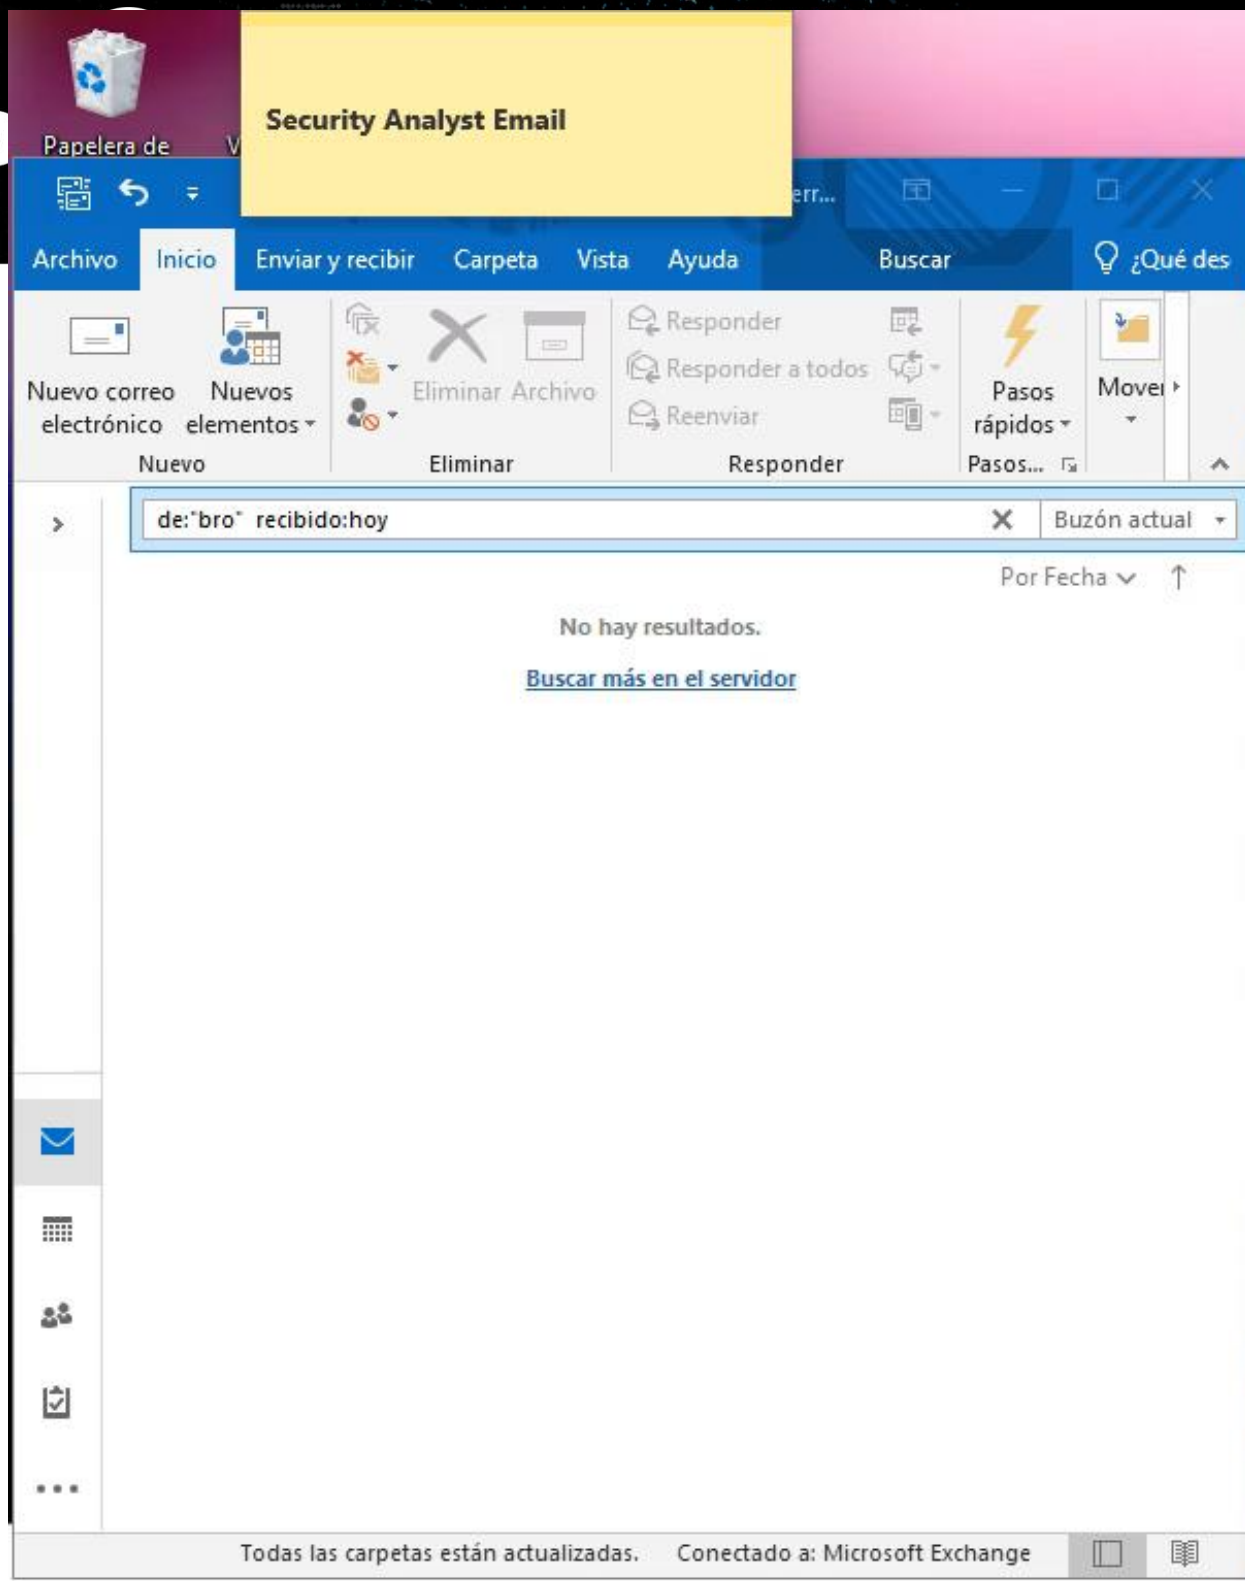 Security Analyst Email
Papelera de
err...
Archivo Inicio Enviar y recibir Carpeta Vista Ayuda Buscar ¿Qué des
Nuevo correo electrónico
Nuevos elementos
Nuevo
Eliminar Archivo
Eliminar
Responder
Responder a todos
Reenviar
Responder
Pasos rápidos
Pasos...
Mover
de:"bro" recibido:hoy
Buzón actual
Por Fecha
No hay resultados.
Buscar más en el servidor
Todas las carpetas están actualizadas. Conectado a: Microsoft Exchange